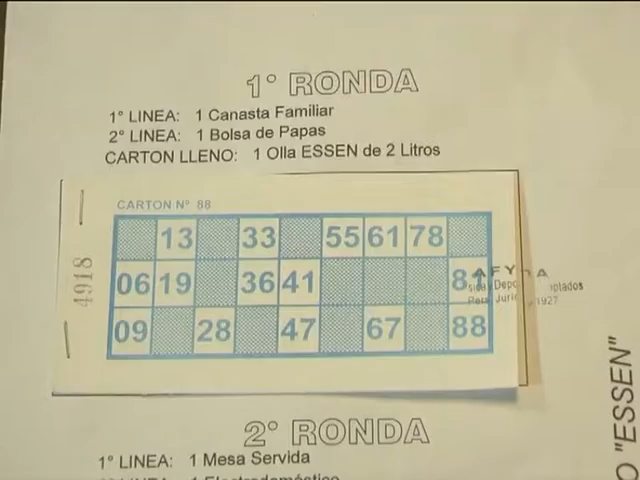 1° RONDA
1° LINEA: 1 Canasta Familiar
2° LINEA: 1 Bolsa de Papas
CARTON LLENO: 1 Olla ESSEN de 2 Litros
CARTON N° 88
4918
13 33 55 61 78
06 19 36 41 81
09 28 47 67 88
2° RONDA
1° LINEA: 1 Mesa Servida
O "ESSEN"